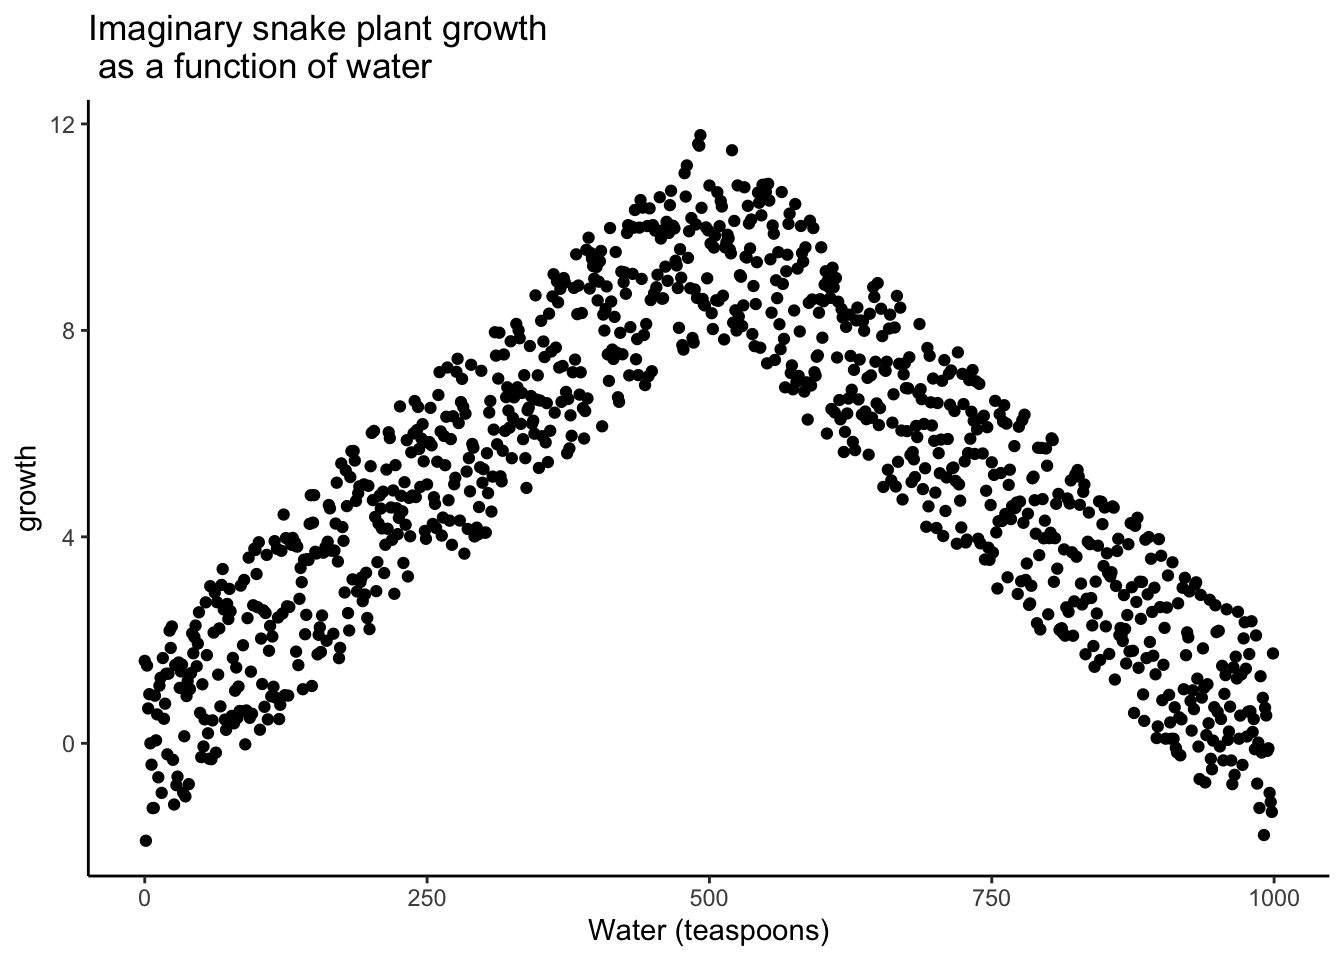 Imaginary snake plant growth
as a function of water
12
8
4
0
growth
0
250
500
750
1000
Water (teaspoons)